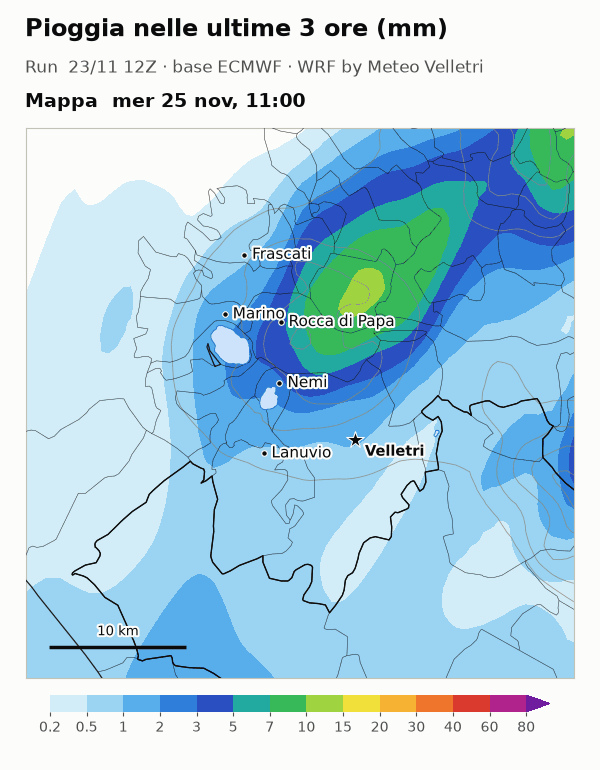 Pioggia nelle ultime 3 ore (mm)
Run 23/11 12Z · base ECMWF · WRF by Meteo Velletri
Mappa mer 25 nov, 11:00
Frascati
Marino
Rocca di Papa
Nemi
Velletri
Lanuvio
10 km
0.2 0.5 1 2 3 5 7 10 15 20 30 40 60 80